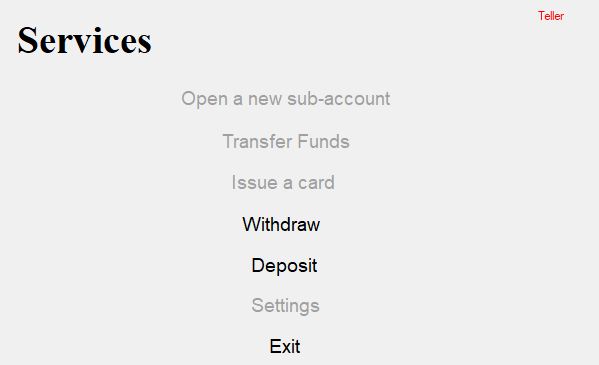 Teller
Services
Open a new sub-account
Transfer Funds
Issue a card
Withdraw
Deposit
Settings
Exit